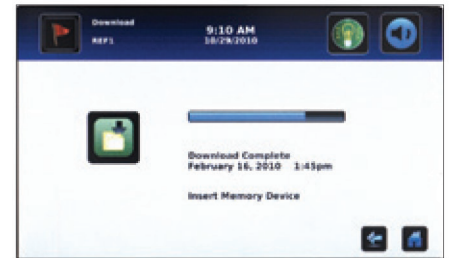 Download
REF1
9:10 AM
10/29/2010
Download Complete
February 16, 2010 1:45pm
Insert Memory Device